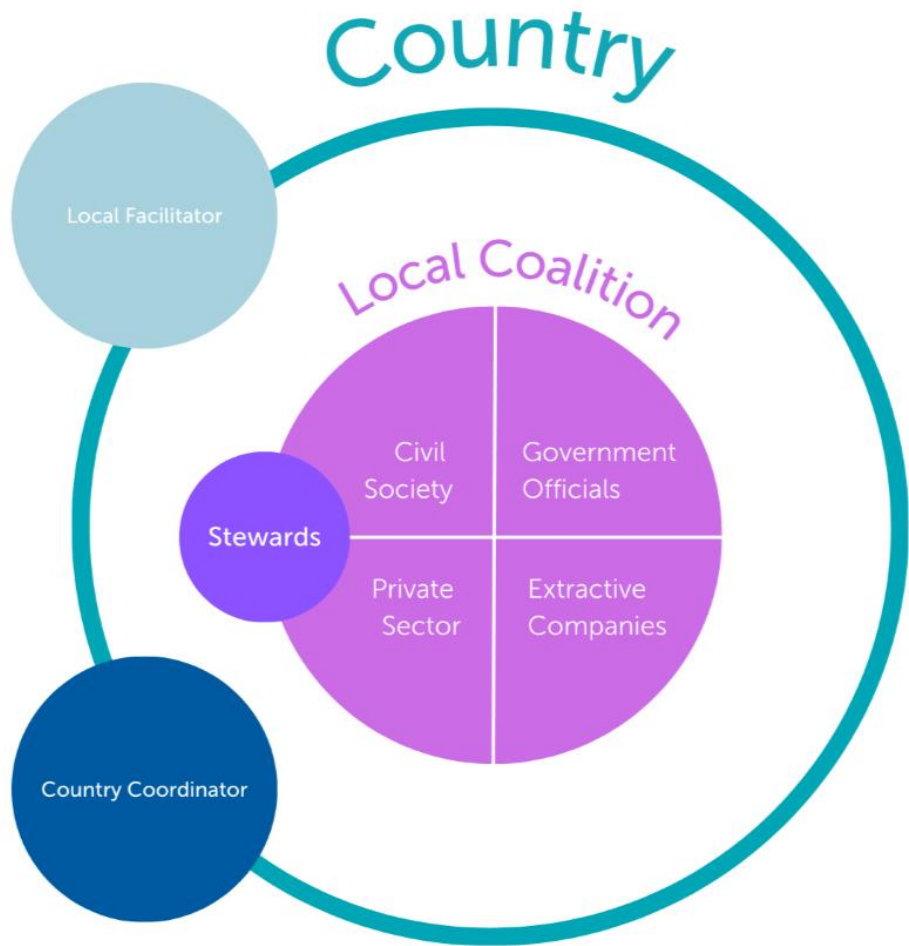 Country
Local Facilitator
Local Coalition
Civil
Society
Government
Officials
Stewards
Private
Sector
Extractive
Companies
Country Coordinator